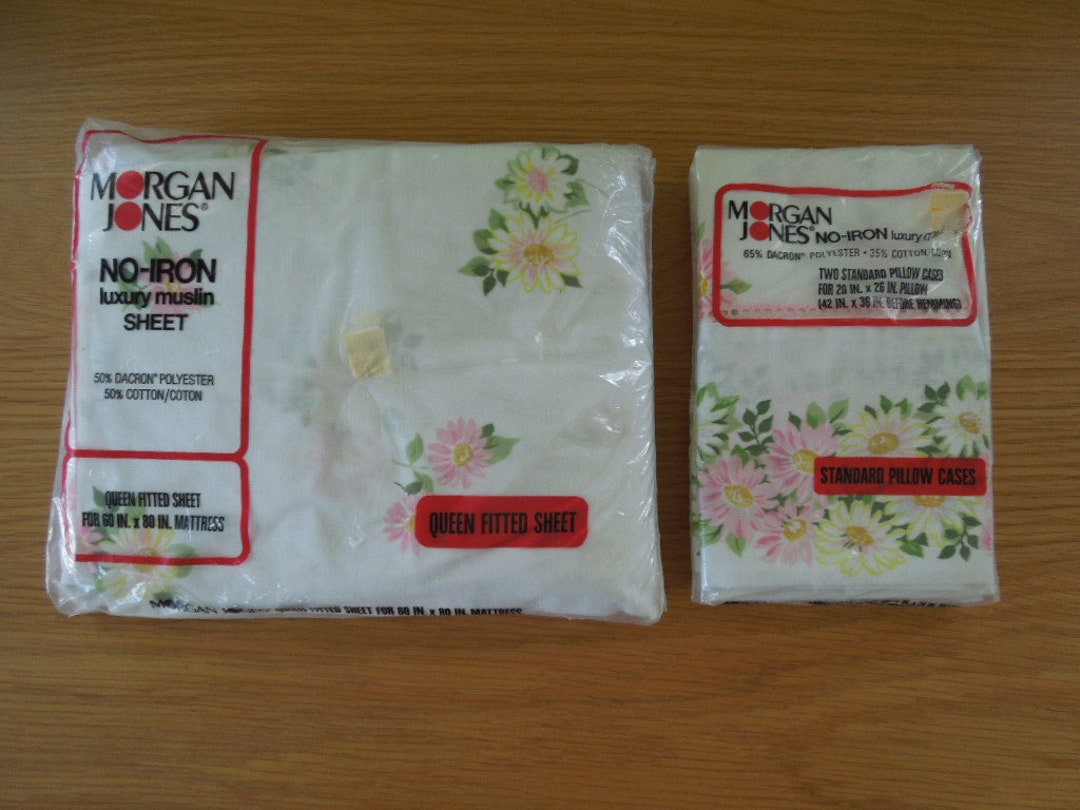 MORGAN
JONES®
NO-IRON
luxury muslin
SHEET
50% DACRON® POLYESTER
50% COTTON/COTON
QUEEN FITTED SHEET
FOR 60 IN. x 80 IN. MATTRESS
QUEEN FITTED SHEET
MORGAN QUEEN FITTED SHEET FOR 60 IN. x 80 IN. MATTRESS
MORGAN
JONES® NO-IRON luxury
65% DACRON® POLYESTER • 35% COTTON
TWO STANDARD PILLOW CASES
FOR 20 IN. x 26 IN. PILLOW
(42 IN. x 36 IN. BEFORE HEMMING)
STANDARD PILLOW CASES